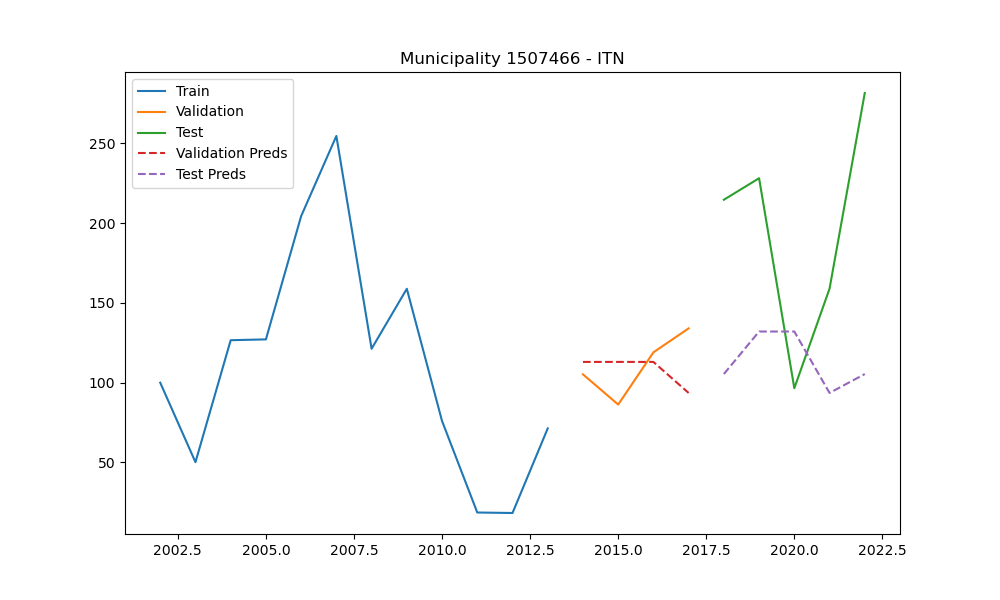 Municipality 1507466 - ITN
Train
Validation
Test
Validation Preds
Test Preds
250
200
150
100
50
2002.5 2005.0 2007.5 2010.0 2012.5 2015.0 2017.5 2020.0 2022.5